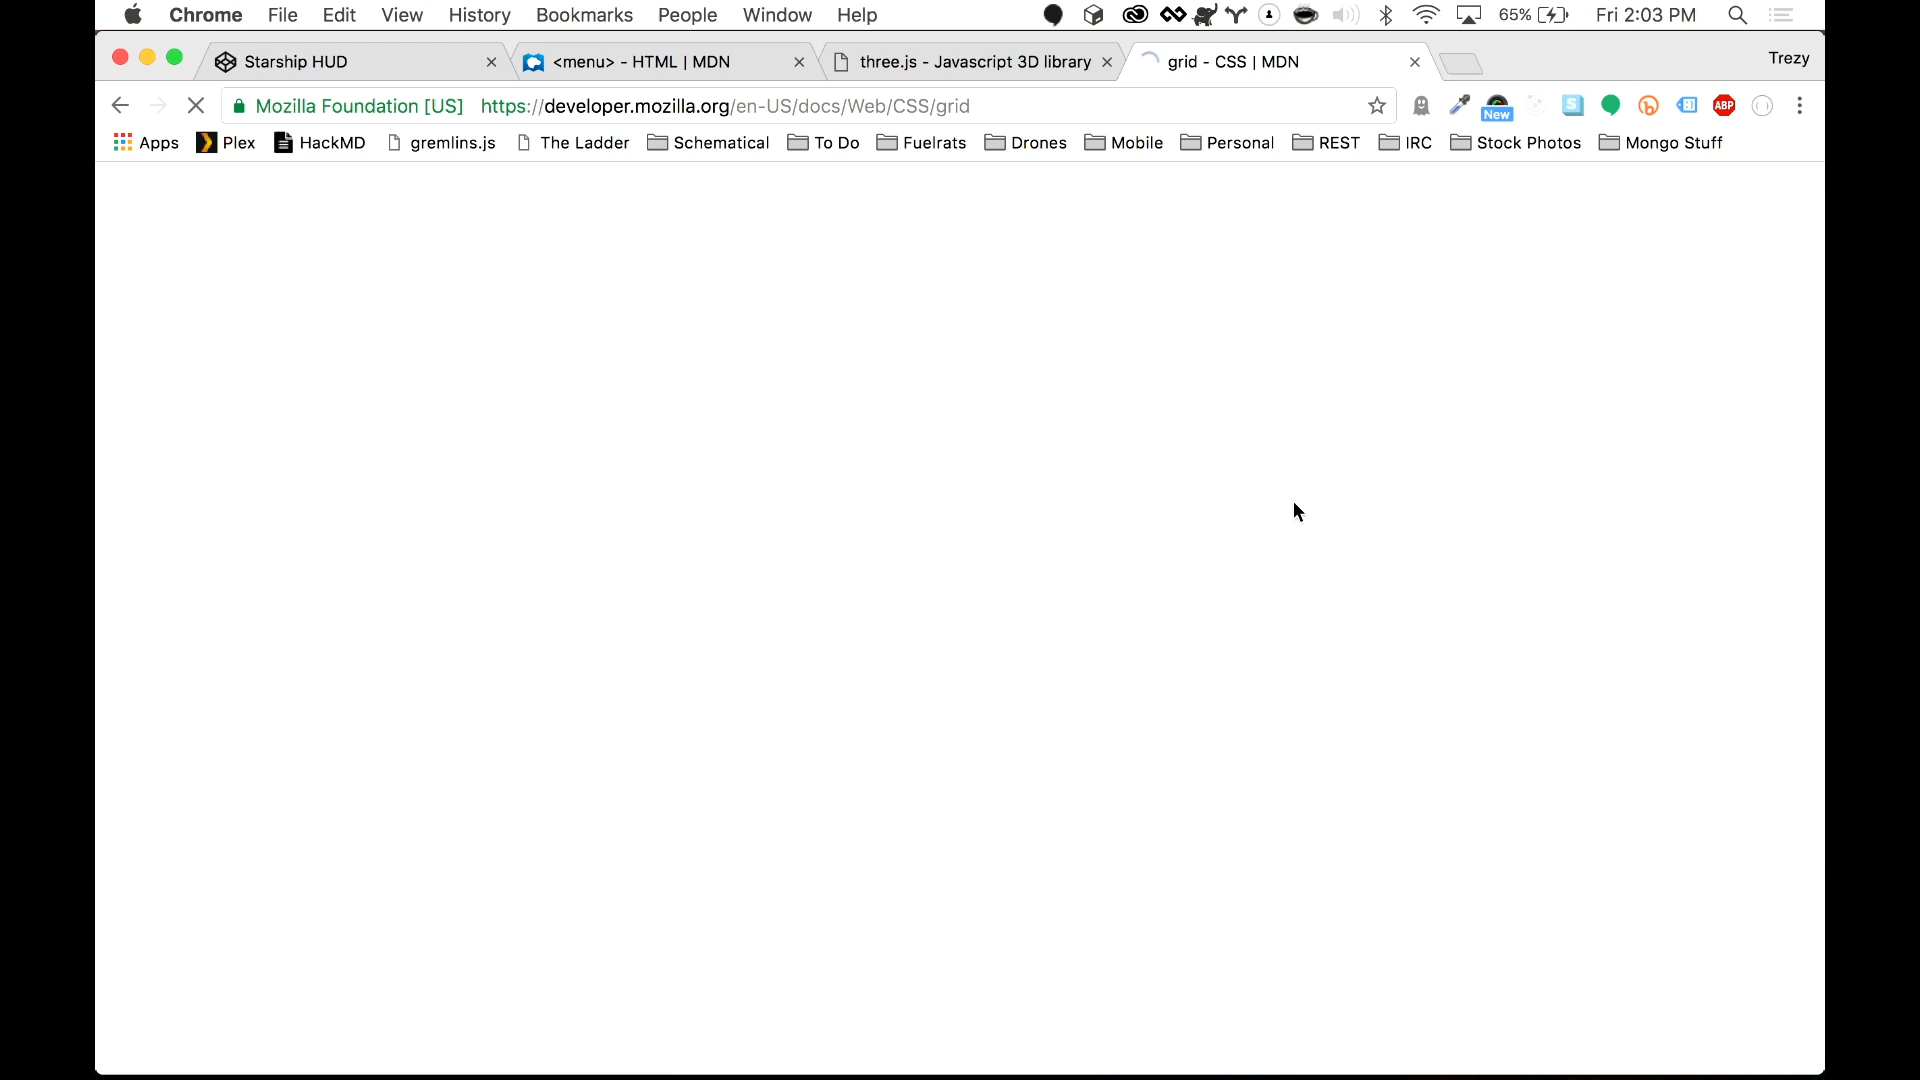 Chrome File Edit View History Bookmarks People Window Help 65% Fri 2:03 PM
Starship HUD <menu> - HTML | MDN three.js - Javascript 3D library grid - CSS | MDN Trezy
Mozilla Foundation [US] https://developer.mozilla.org/en-US/docs/Web/CSS/grid New S ABP
Apps Plex HackMD gremlins.js The Ladder Schematical To Do Fuelrats Drones Mobile Personal REST IRC Stock Photos Mongo Stuff